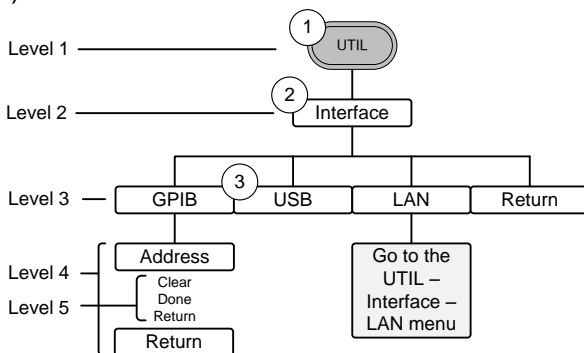 )
1
Level 1
UTIL
2
Level 2
Interface
3
Level 3
GPIB
USB
LAN
Return
Level 4
Address
Level 5
Clear
Done
Return
Return
Go to the
UTIL –
Interface –
LAN menu